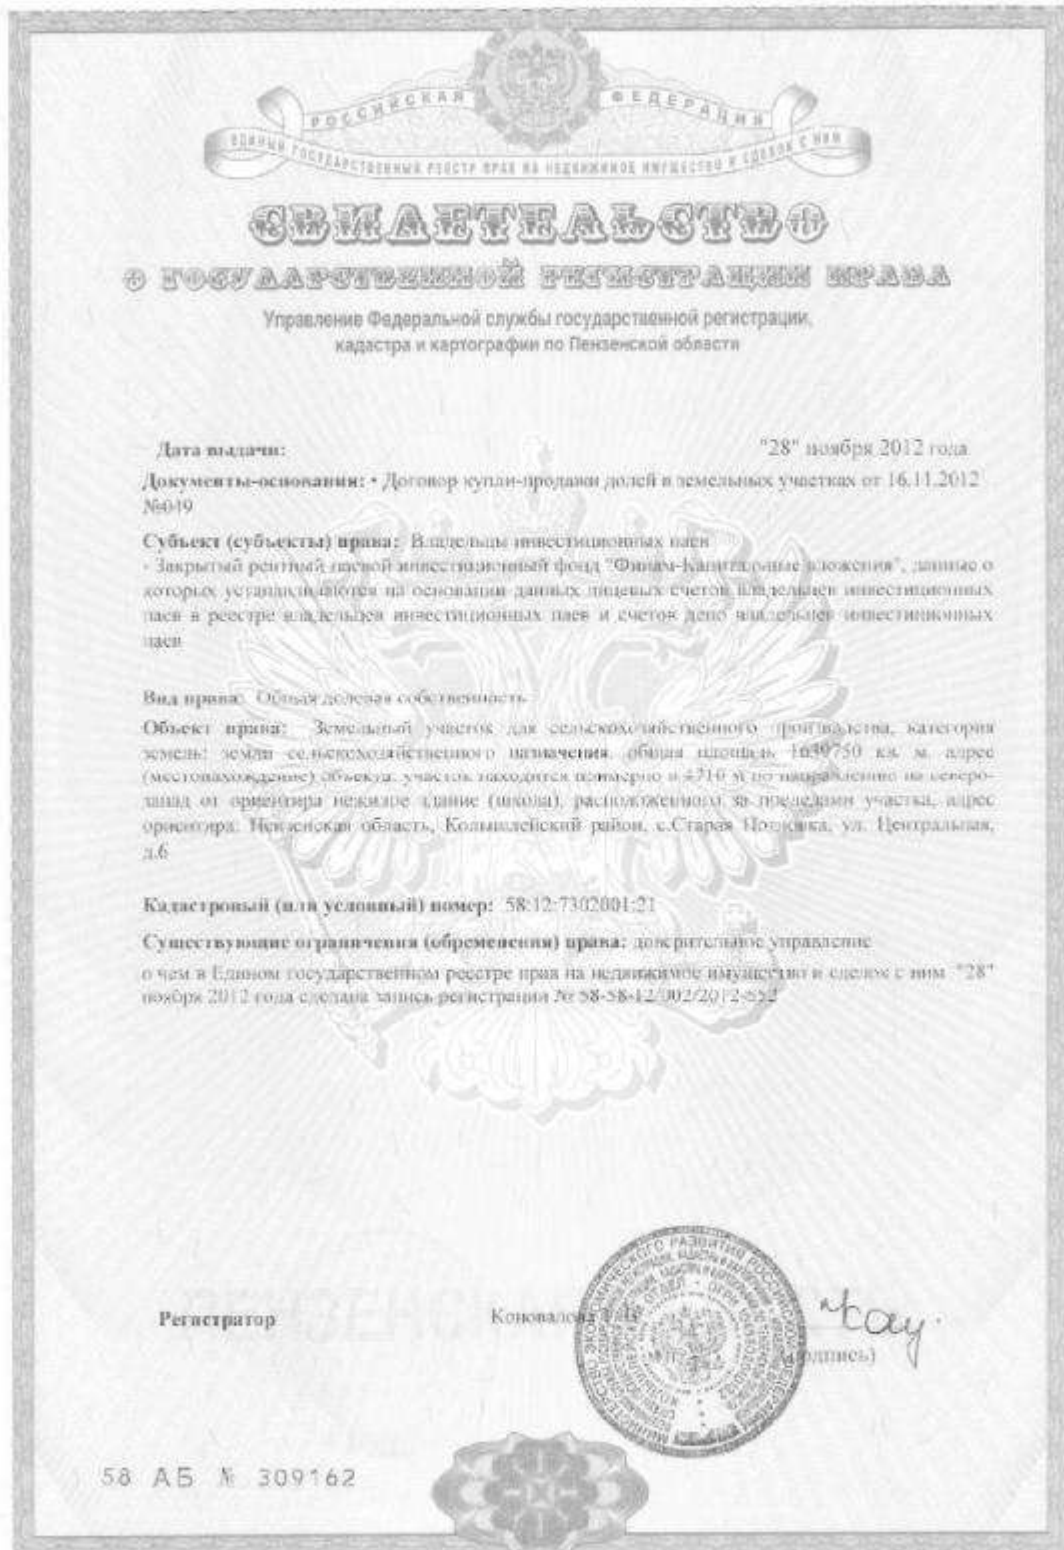 РОССИЙСКАЯ ФЕДЕРАЦИЯ
ЕДИНЫЙ ГОСУДАРСТВЕННЫЙ РЕЕСТР ПРАВ НА НЕДВИЖИМОЕ ИМУЩЕСТВО И СДЕЛОК С НИМ
СВИДЕТЕЛЬСТВО
О ГОСУДАРСТВЕННОЙ РЕГИСТРАЦИИ ПРАВА
Управление Федеральной службы государственной регистрации,
кадастра и картографии по Пензенской области
Дата выдачи: "28" ноября 2012 года
Документы-основания: • Договор купли-продажи долей в земельных участках от 16.11.2012
№049
Субъект (субъекты) права: Владельцы инвестиционных паев
- Закрытый рентный паевой инвестиционный фонд "Финам-Капитальные вложения", данные о
которых устанавливаются на основании данных лицевых счетов владельцев инвестиционных
паев в реестре владельцев инвестиционных паев и счетов депо владельцев инвестиционных
паев
Вид права: Общая долевая собственность
Объект права: Земельный участок для сельскохозяйственного производства, категория
земель: земли сельскохозяйственного назначения, общая площадь 1639750 кв. м, адрес
(местонахождение) объекта: участок находится примерно в 4710 м по направлению на северо-
запад от ориентира нежилое здание (школа), расположенного за пределами участка, адрес
ориентира: Пензенская область, Колышлейский район, с.Старая Потловка, ул. Центральная,
д.6
Кадастровый (или условный) номер: 58:12:7302001:21
Существующие ограничения (обременения) права: доверительное управление
о чем в Едином государственном реестре прав на недвижимое имущество и сделок с ним "28"
ноября 2012 года сделана запись регистрации № 58-58-12/002/2012-552
Регистратор Коновалова
(подпись)
58 АБ № 309162